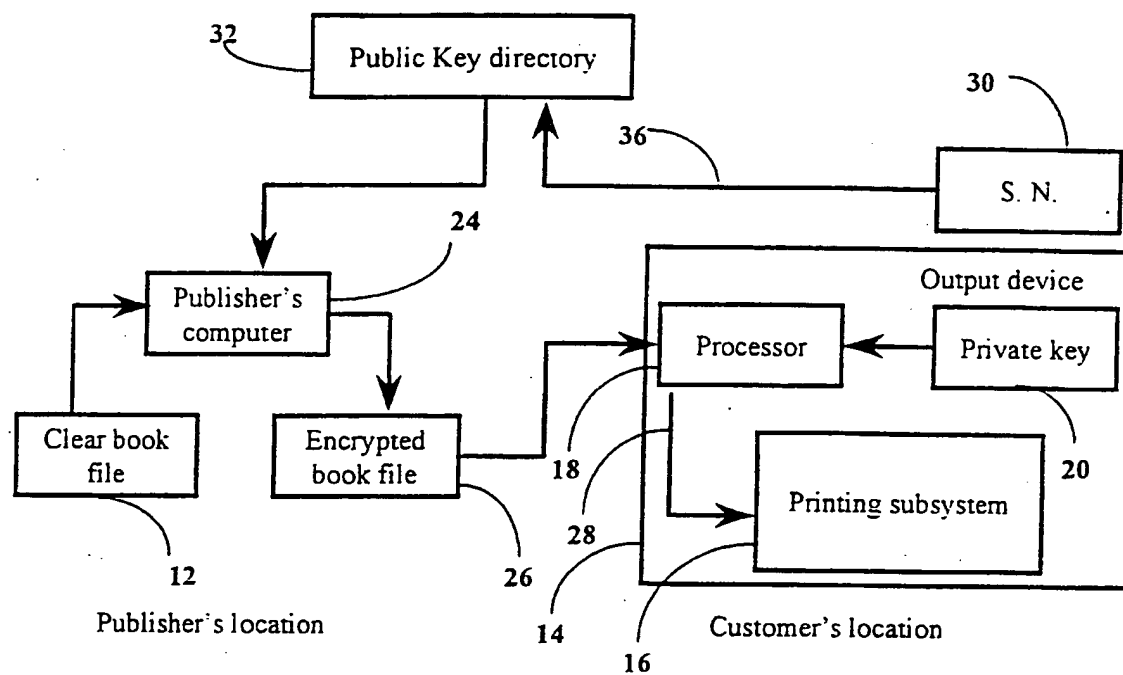 32
Public Key directory
30
36
S. N.
24
Output device
Publisher's
computer
Processor
Private key
Clear book
file
Encrypted
book file
18
20
28
Printing subsystem
12
26
14
16
Publisher's location
Customer's location